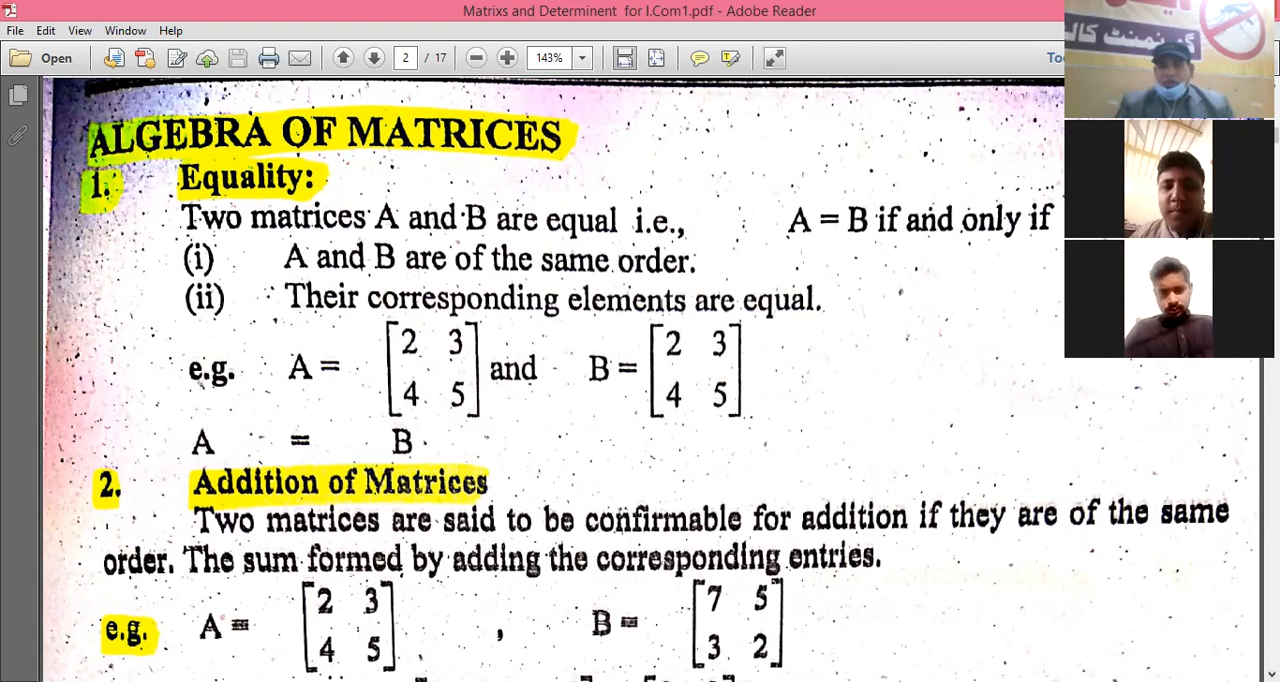 Matrixs and Determinent for I.Com1.pdf - Adobe Reader
File Edit View Window Help
Open 2 / 17 143% To
گورنمنٹ کال
ALGEBRA OF MATRICES
1. Equality:
Two matrices A and B are equal i.e., A = B if and only if
(i) A and B are of the same order.
(ii) Their corresponding elements are equal.
e.g. A = [2 3 4 5] and B = [2 3 4 5]
A = B
2. Addition of Matrices
Two matrices are said to be confirmable for addition if they are of the same
order. The sum formed by adding the corresponding entries.
e.g. A = [2 3 4 5] , B = [7 5 3 2]